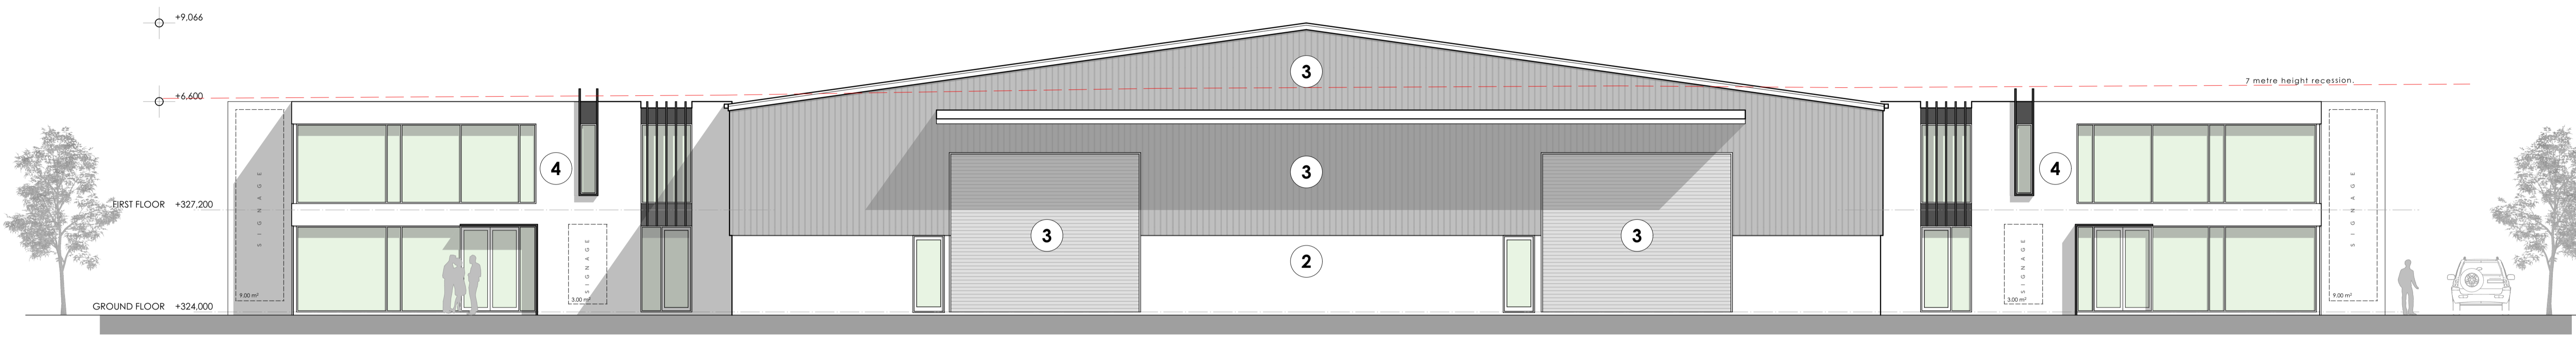 +9,066
+6,600
7 metre height recession.
3
SIGNAGE
4
3
4
SIGNAGE
FIRST FLOOR +327,200
3
3
SIGNAGE
2
SIGNAGE
9.00 m²
3.00 m²
3.00 m²
9.00 m²
GROUND FLOOR +324,000